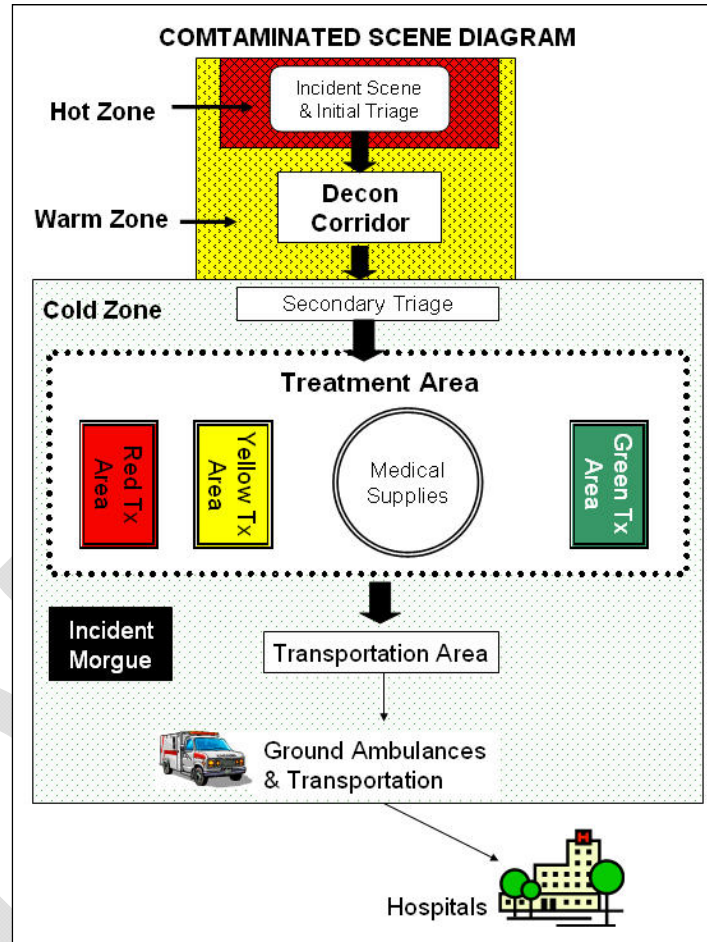 COMTAMINATED SCENE DIAGRAM
Incident Scene
& Initial Triage
Hot Zone
Decon
Corridor
Warm Zone
Cold Zone
Secondary Triage
Treatment Area
Red Tx
Area
Yellow Tx
Area
Medical
Supplies
Green Tx
Area
Incident
Morgue
Transportation Area
Ground Ambulances
& Transportation
H
Hospitals